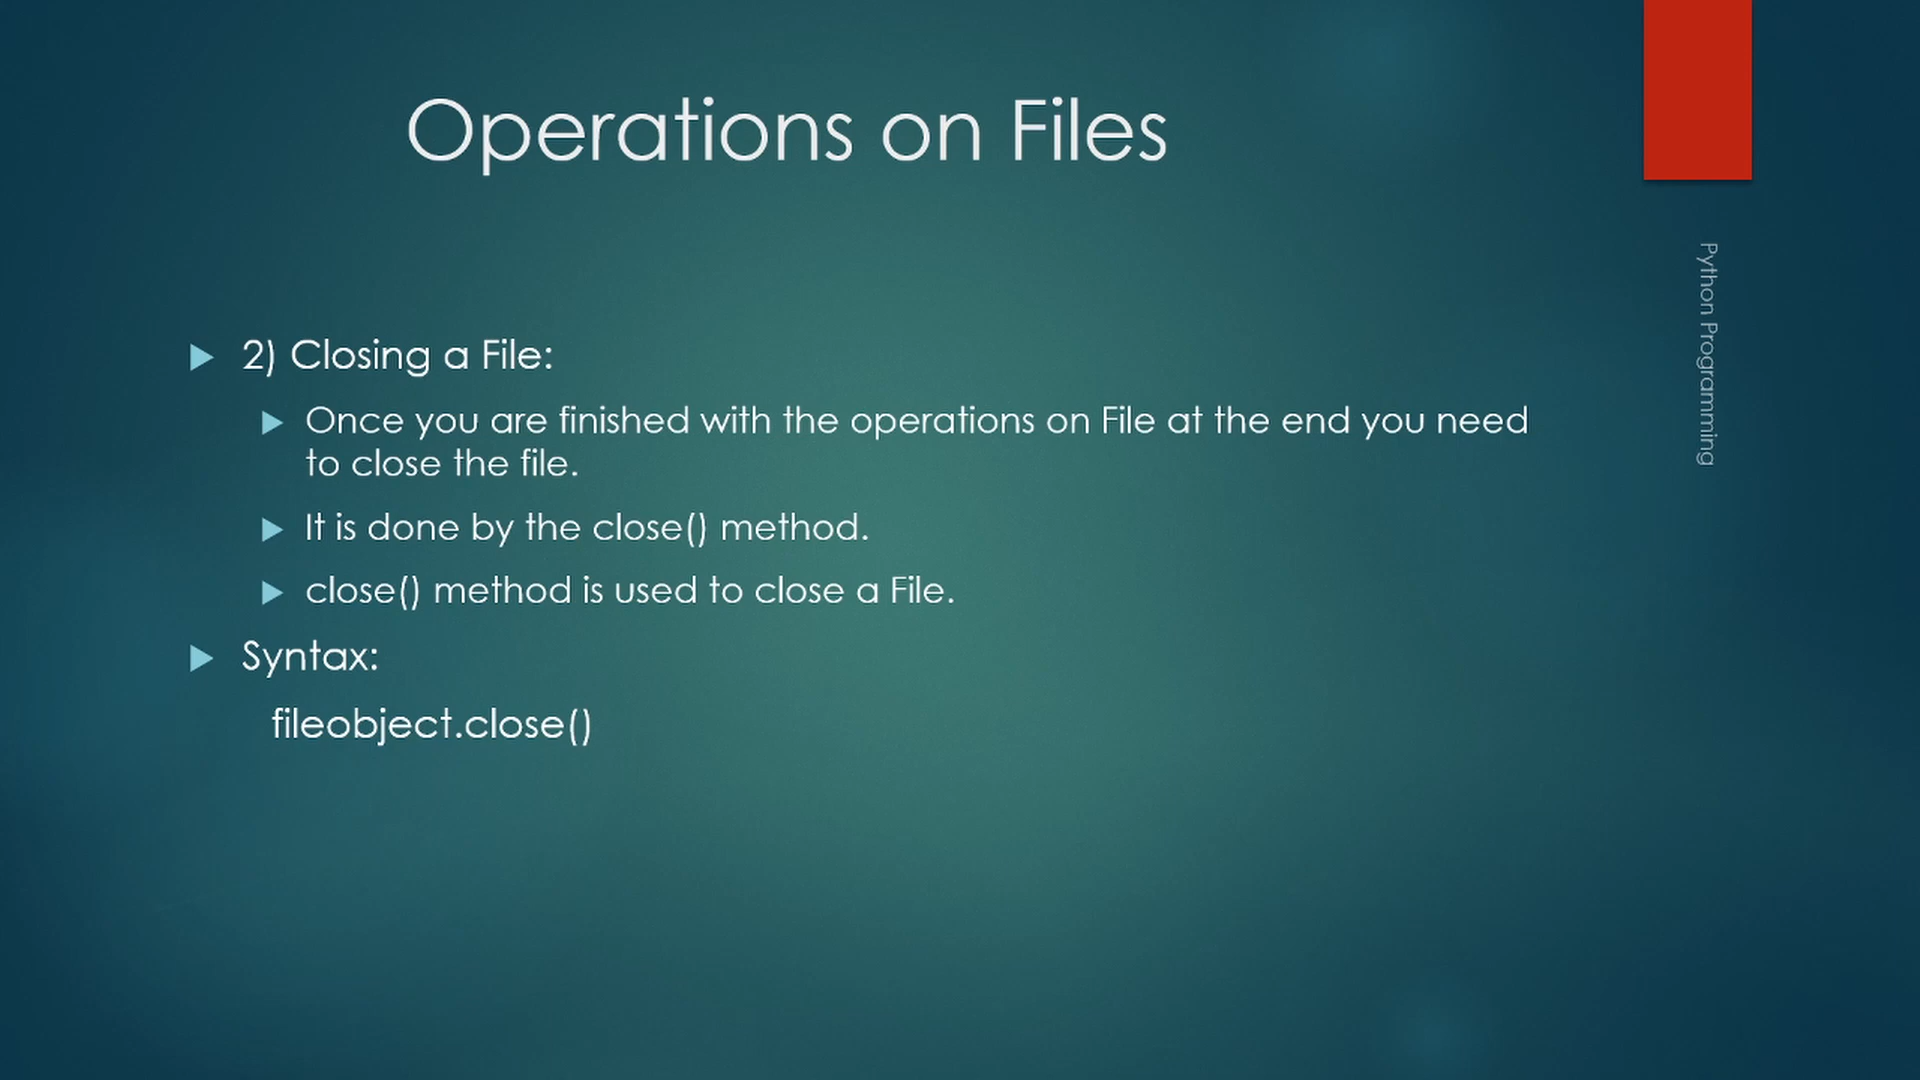 Operations on Files
2) Closing a File:
Once you are finished with the operations on File at the end you need
to close the file.
It is done by the close() method.
close() method is used to close a File.
Syntax:
fileobject.close()
Python Programming